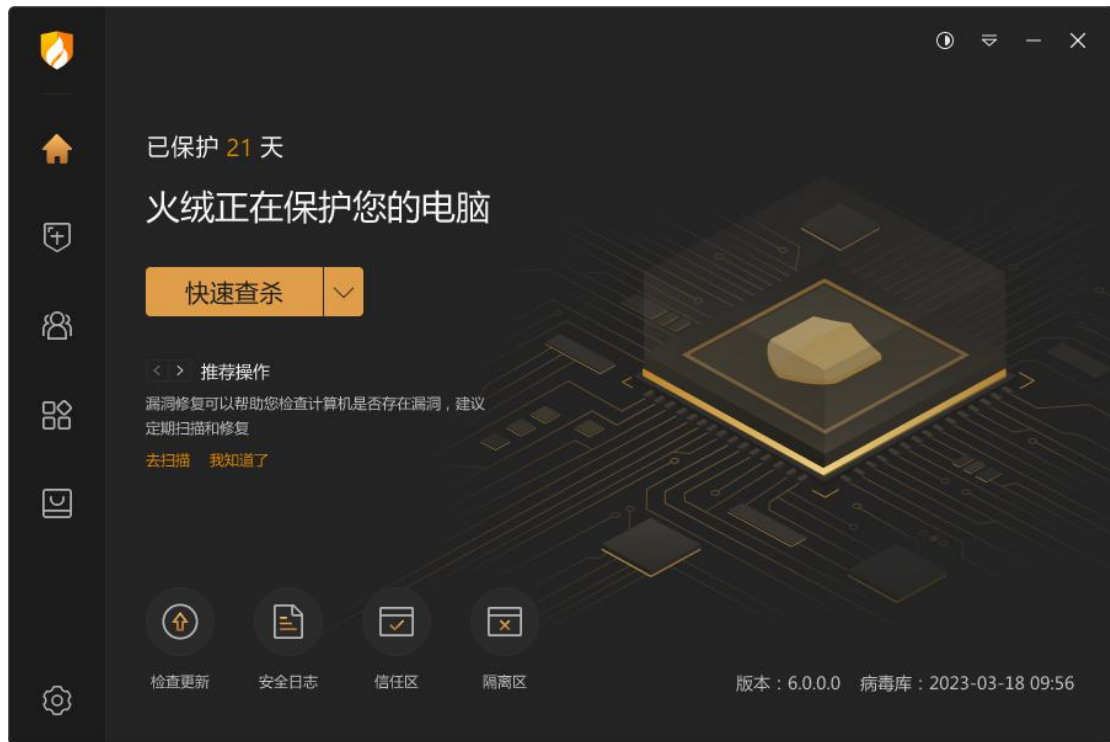 已保护 21 天
火绒正在保护您的电脑
快速查杀
推荐操作
漏洞修复可以帮助您检查计算机是否存在漏洞，建议
定期扫描和修复
去扫描 我知道了
检查更新 安全日志 信任区 隔离区
版本：6.0.0.0 病毒库：2023-03-18 09:56